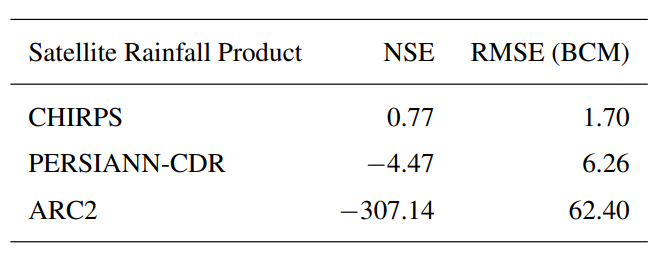 Satellite Rainfall Product NSE RMSE (BCM)
CHIRPS 0.77 1.70
PERSIANN-CDR −4.47 6.26
ARC2 −307.14 62.40